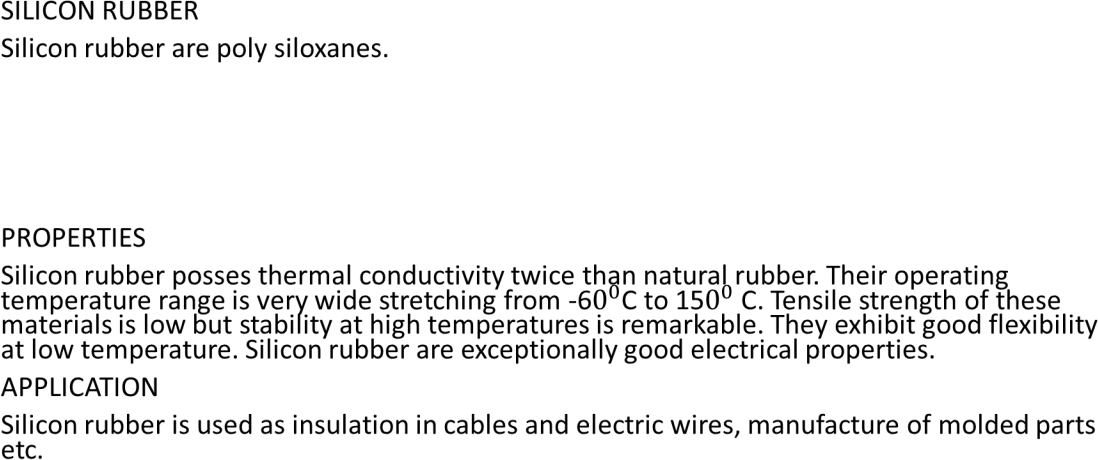 SILICON RUBBER
Silicon rubber are poly siloxanes.
PROPERTIES
Silicon rubber posses thermal conductivity twice than natural rubber. Their operating
temperature range is very wide stretching from -60⁰C to 150⁰ C. Tensile strength of these
materials is low but stability at high temperatures is remarkable. They exhibit good flexibility
at low temperature. Silicon rubber are exceptionally good electrical properties.
APPLICATION
Silicon rubber is used as insulation in cables and electric wires, manufacture of molded parts
etc.